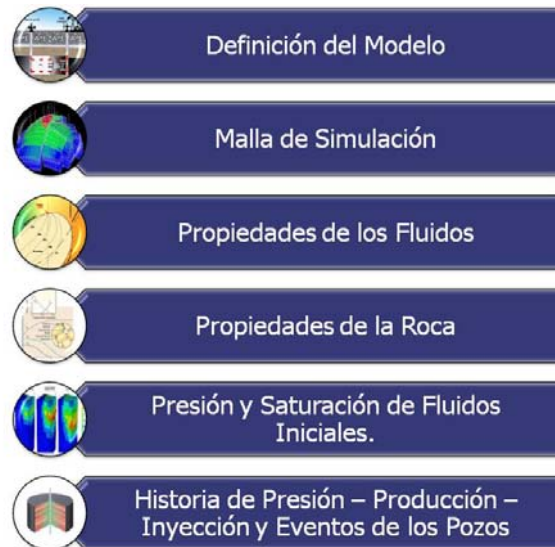 Definición del Modelo
Malla de Simulación
Propiedades de los Fluidos
Propiedades de la Roca
Presión y Saturación de Fluidos
Iniciales.
Historia de Presión – Producción –
Inyección y Eventos de los Pozos